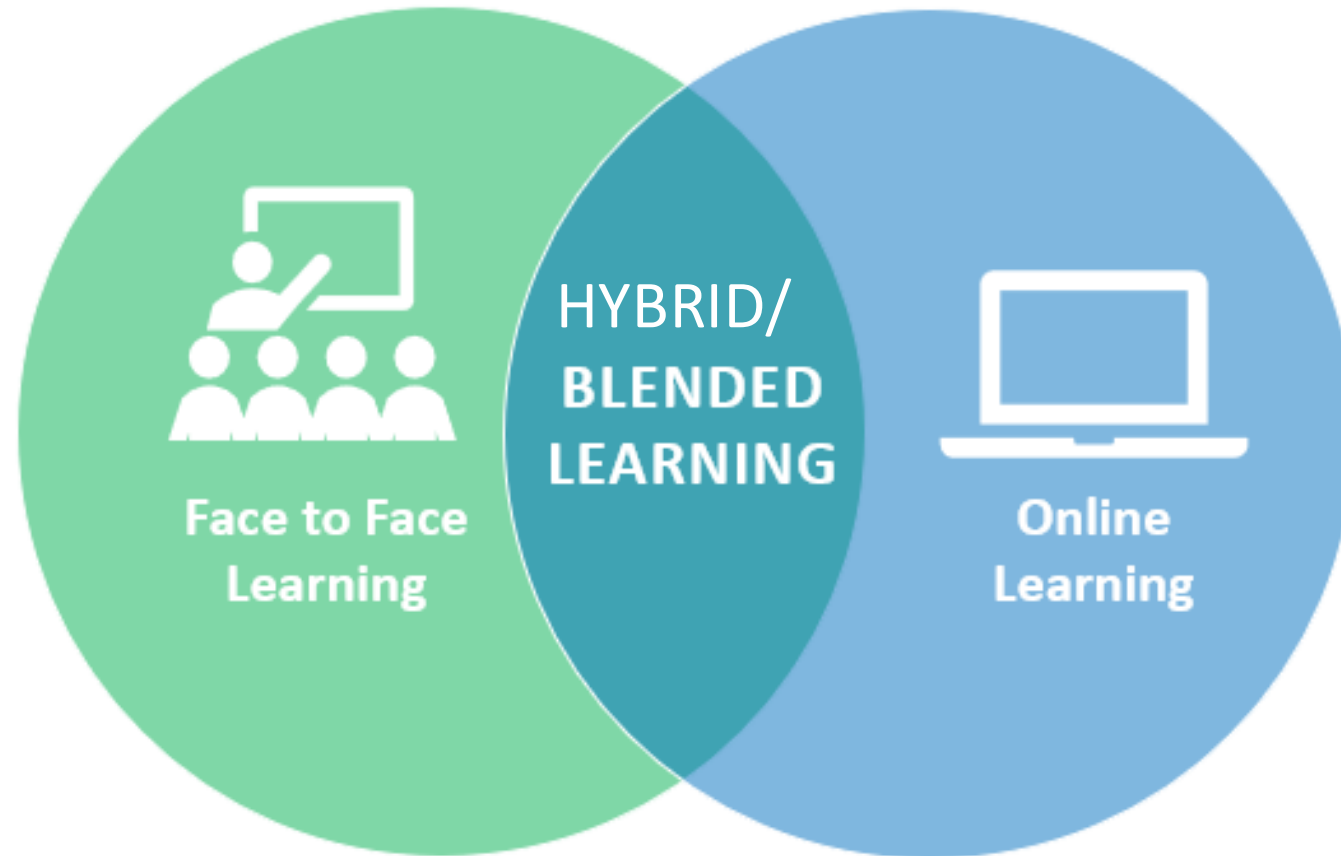 HYBRID/
BLENDED
LEARNING
Face to Face
Learning
Online
Learning